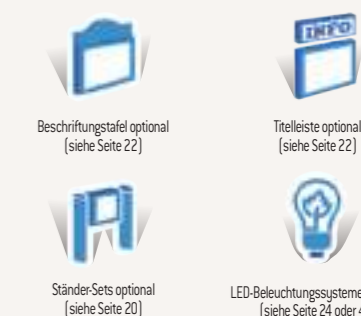 INFO
Beschriftungstafel optional
(siehe Seite 22)
Titelleiste optional
(siehe Seite 22)
Ständer-Sets optional
(siehe Seite 20)
LED-Beleuchtungssysteme
(siehe Seite 24 oder